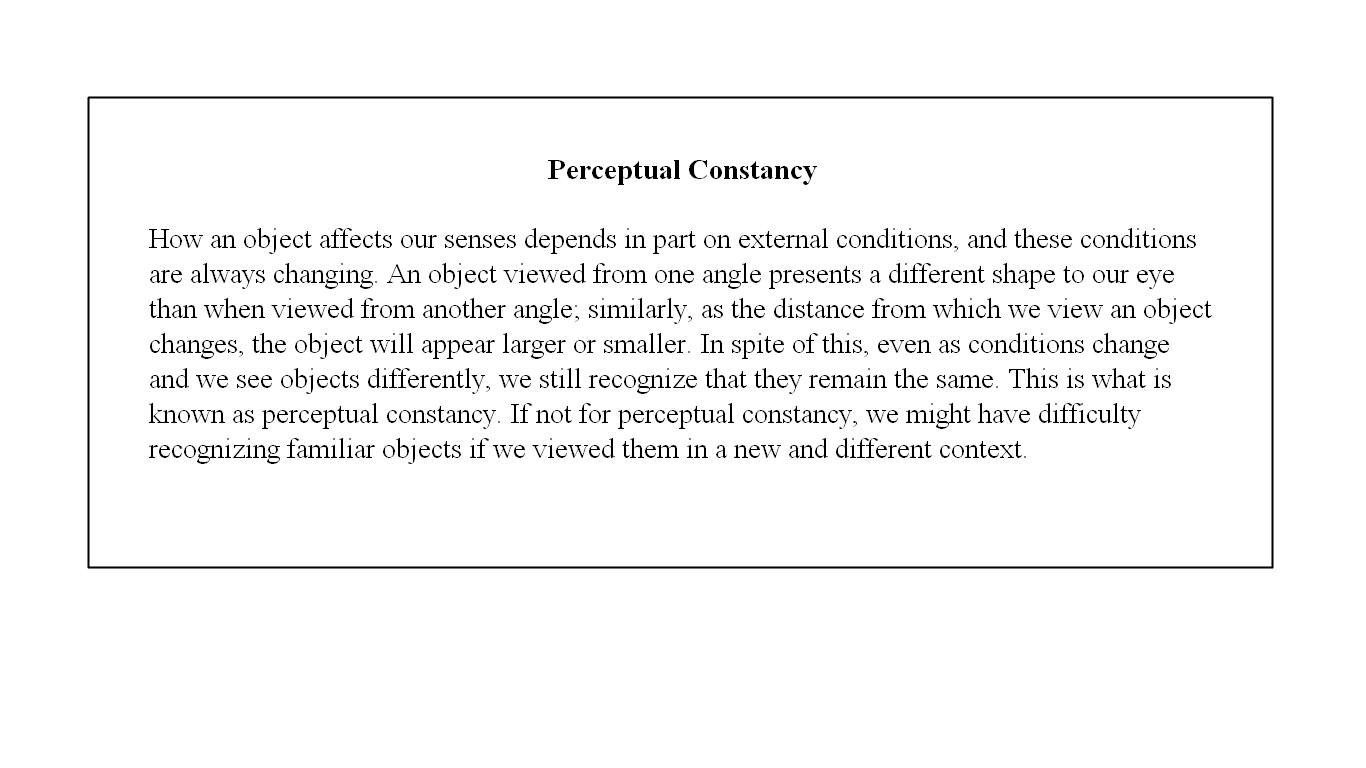 Perceptual Constancy
How an object affects our senses depends in part on external conditions, and these conditions
are always changing. An object viewed from one angle presents a different shape to our eye
than when viewed from another angle; similarly, as the distance from which we view an object
changes, the object will appear larger or smaller. In spite of this, even as conditions change
and we see objects differently, we still recognize that they remain the same. This is what is
known as perceptual constancy. If not for perceptual constancy, we might have difficulty
recognizing familiar objects if we viewed them in a new and different context.